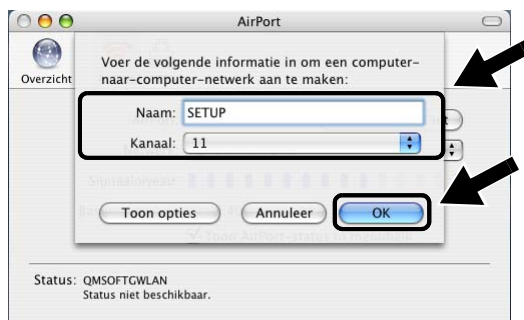 AirPort
Overzicht
Voer de volgende informatie in om een computer-
naar-computer-netwerk aan te maken:
Naam: SETUP
Kanaal: 11
Toon opties
Annuleer
OK
Status: QMSOFTGWLAN
Status niet beschikbaar.